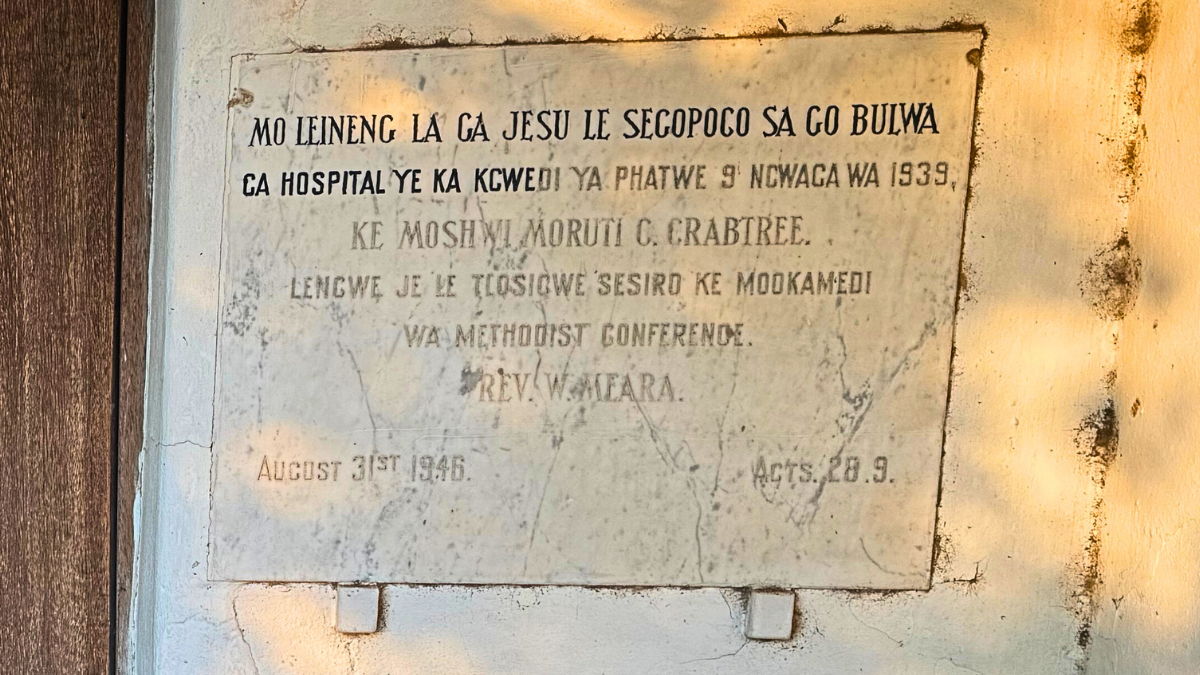 MO LEINENG LA GA JESU LE SEGOPOGO SA GO BULWA
GA HOSPITAL YE KA KGWEDI YA PHATWE 9 NGWAGA WA 1939,
KE MOSHWI MORUTI C. CRABTREE.
LENGWE JE LE TLOSIGWE SESIRO KE MOOKAMEDI
WA METHODIST CONFERENCE.
REV. W. MEARA.
AUGUST 31ST 1946. ACTS. 28.9.